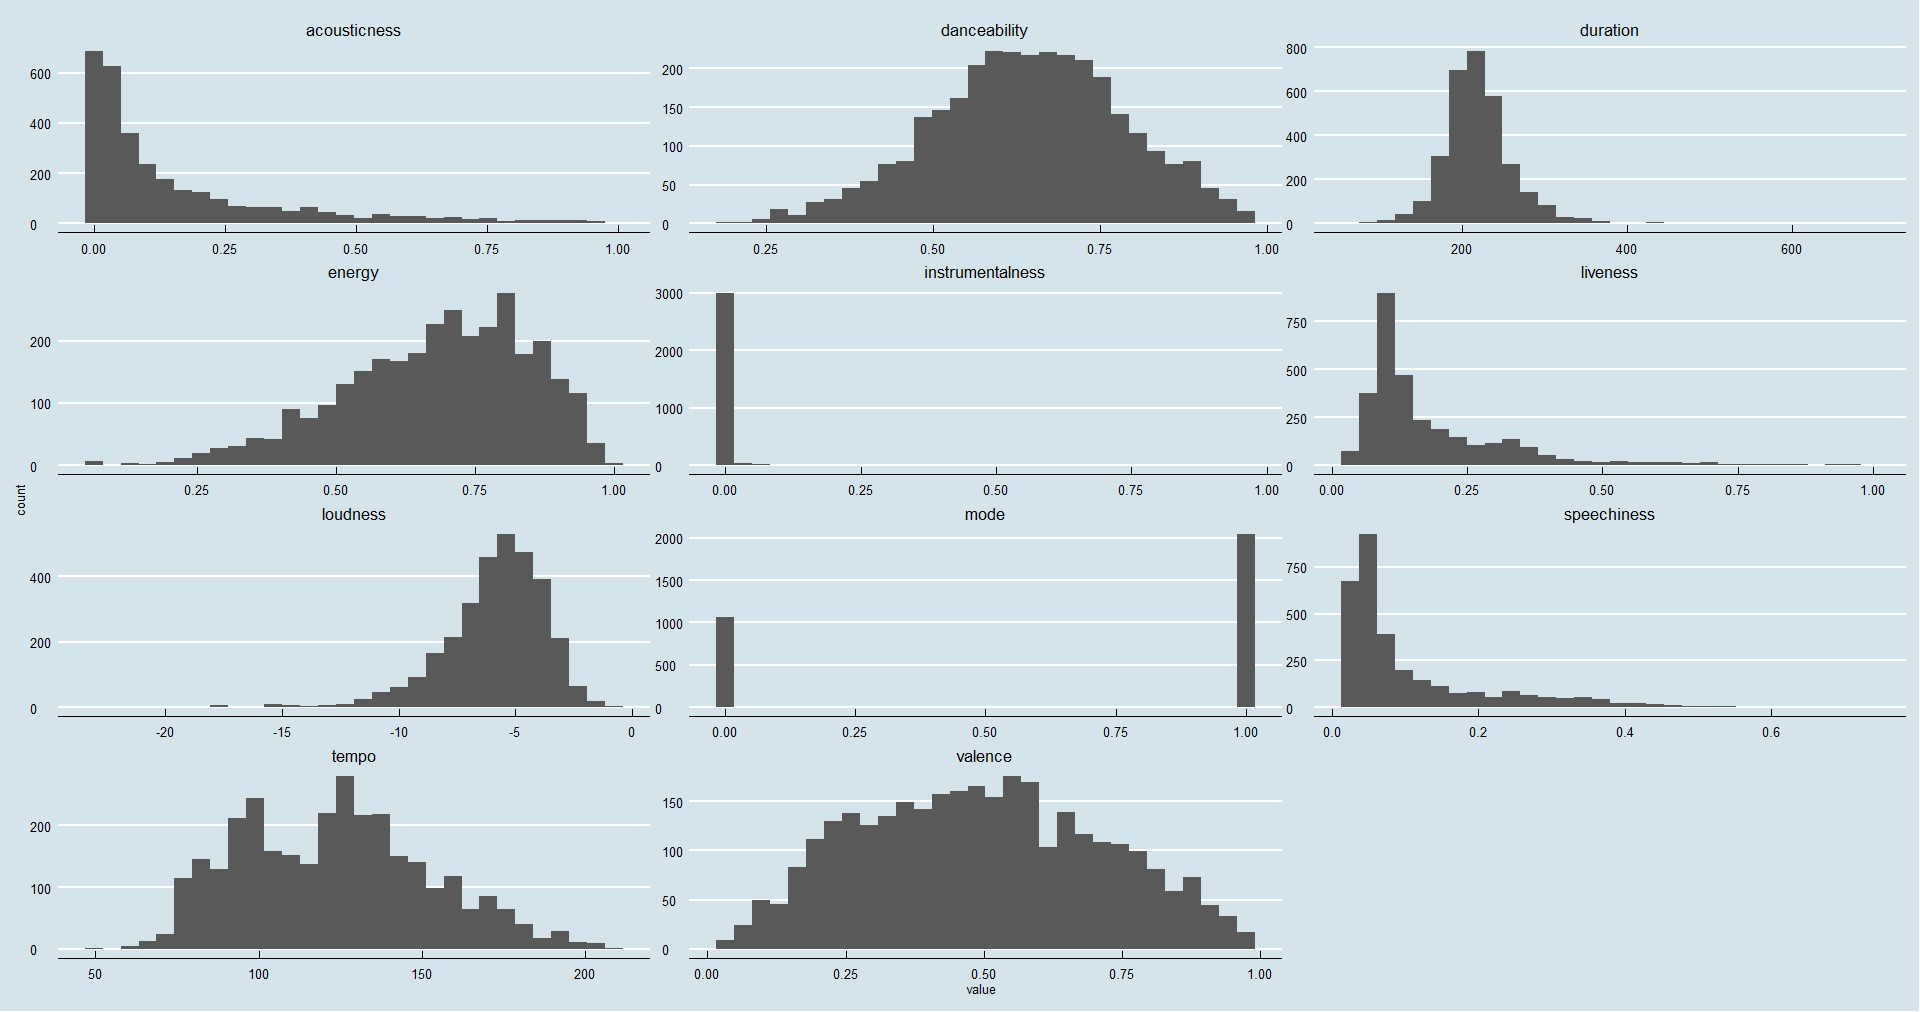 acousticness
600
400
200
0
0.00 0.25 0.50 0.75 1.00
danceability
200
150
100
50
0
0.25 0.50 0.75 1.00
duration
800
600
400
200
0
200 400 600
energy
200
100
0
0.25 0.50 0.75 1.00
instrumentalness
3000
2000
1000
0
0.00 0.25 0.50 0.75 1.00
liveness
750
500
250
0
0.00 0.25 0.50 0.75 1.00
count
loudness
400
200
0
-20 -15 -10 -5 0
mode
2000
1500
1000
500
0
0.00 0.25 0.50 0.75 1.00
speechiness
750
500
250
0
0.0 0.2 0.4 0.6
tempo
200
100
0
50 100 150 200
valence
150
100
50
0
0.00 0.25 0.50 0.75 1.00
value